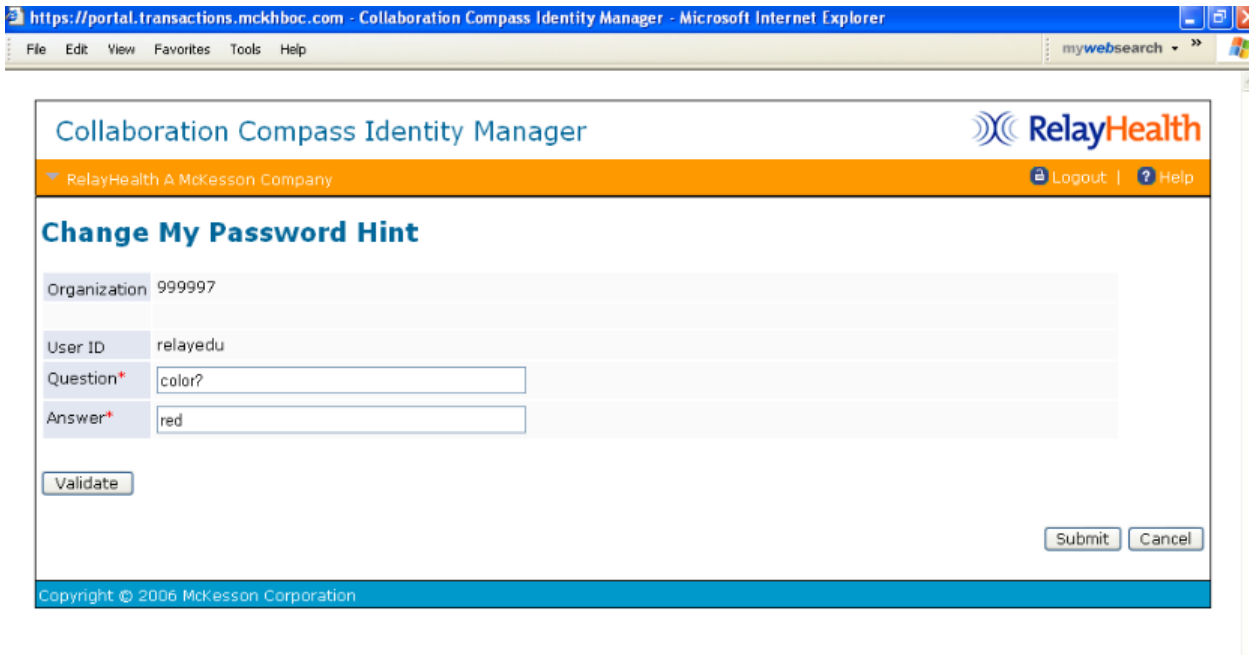 https://portal.transactions.mckhboc.com - Collaboration Compass Identity Manager - Microsoft Internet Explorer
File Edit View Favorites Tools Help mywebsearch »
Collaboration Compass Identity Manager RelayHealth
RelayHealth A McKesson Company Logout | ? Help
Change My Password Hint
Organization 999997
User ID relayedu
Question* color?
Answer* red
Validate
Submit Cancel
Copyright © 2006 McKesson Corporation